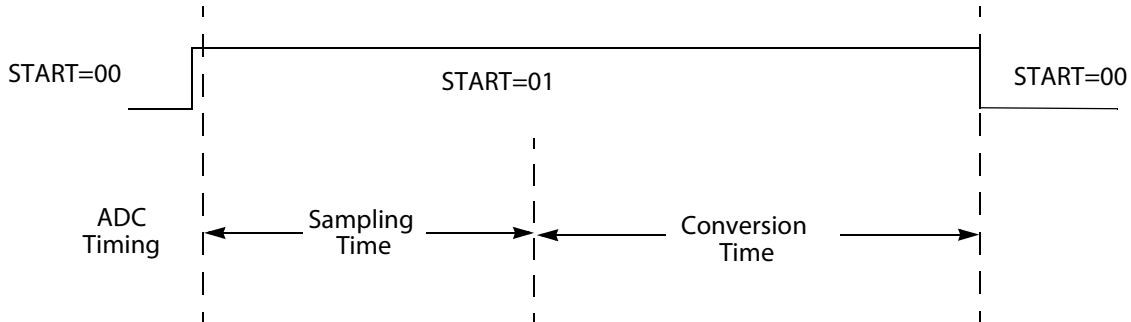 START=00
START=01
START=00
ADC
Timing
Sampling
Time
Conversion
Time